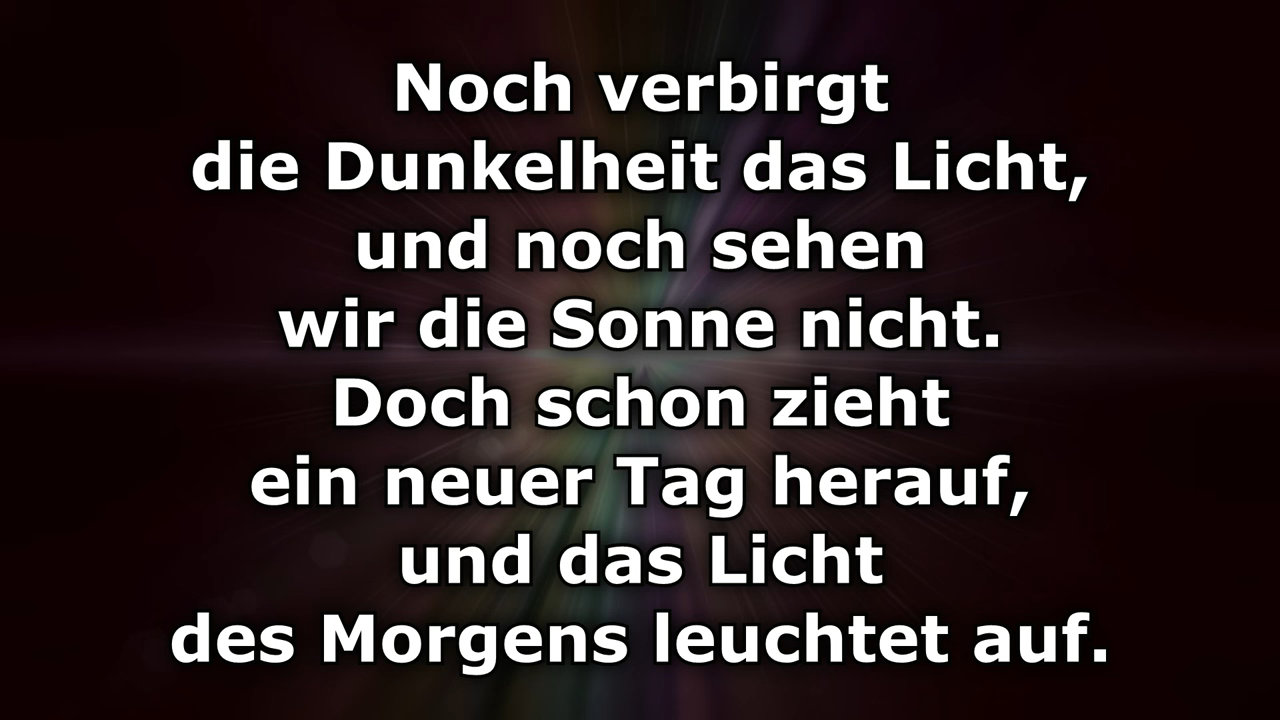 Noch verbirgt
die Dunkelheit das Licht,
und noch sehen
wir die Sonne nicht.
Doch schon zieht
ein neuer Tag herauf,
und das Licht
des Morgens leuchtet auf.